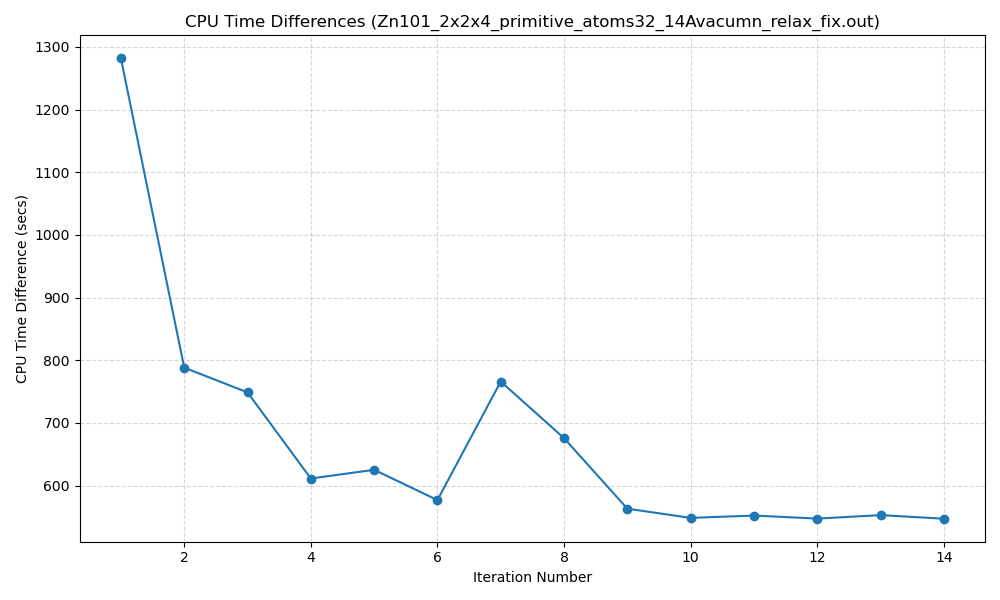 CPU Time Differences (Zn101_2x2x4_primitive_atoms32_14Avacumn_relax_fix.out)
1300
1200
1100
1000
900
800
700
600
CPU Time Difference (secs)
2 4 6 8 10 12 14
Iteration Number